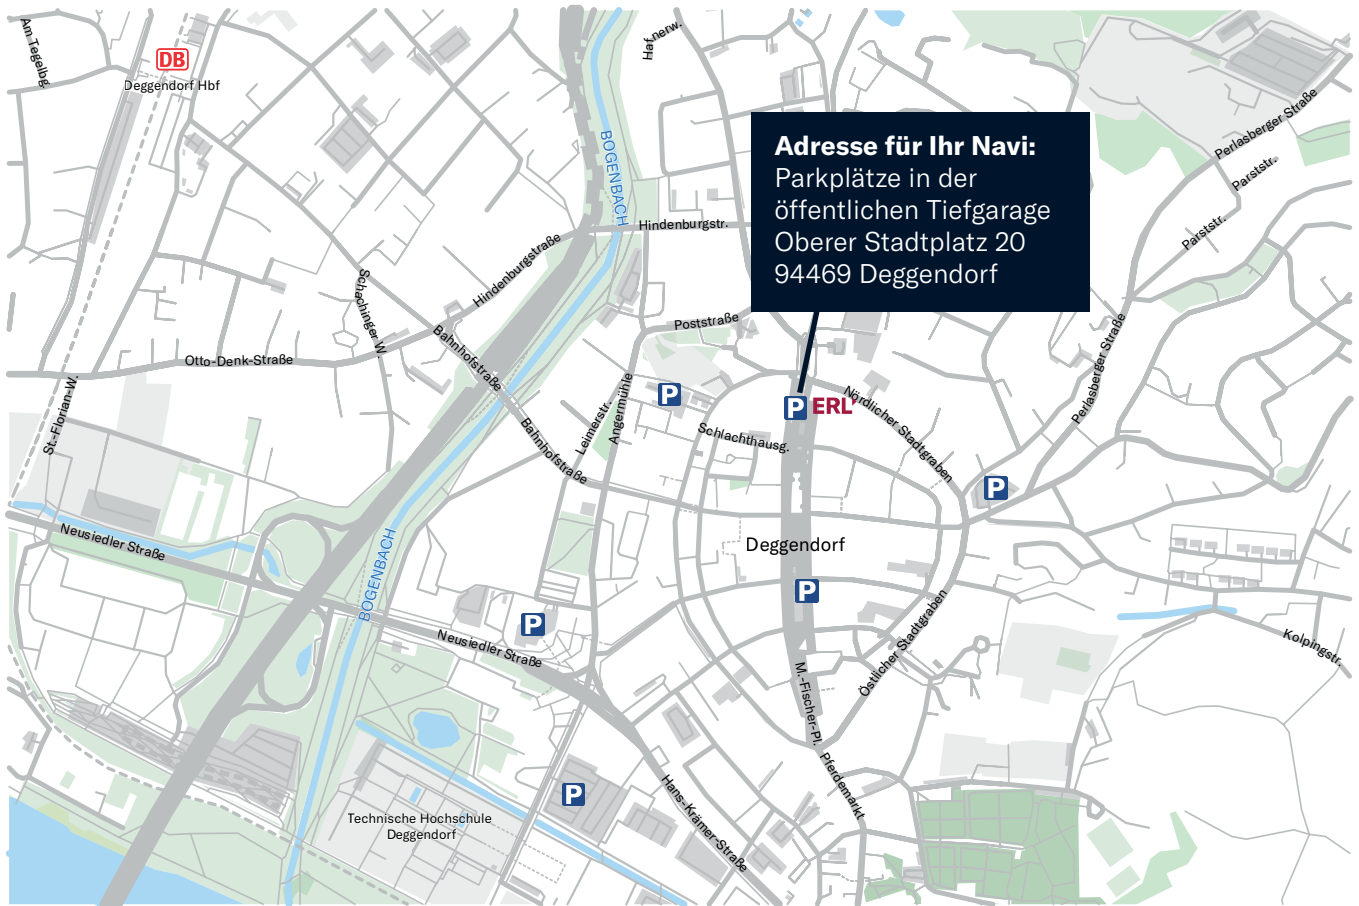 Am Tegelbg.
DB
Deggendorf Hbf
Hafnerw.
BOGENBACH
Hindenburgstr.
Adresse für Ihr Navi:
Parkplätze in der
öffentlichen Tiefgarage
Oberer Stadtplatz 20
94469 Deggendorf
Perlasberger Straße
Parststr.
Parststr.
Hindenburgstraße
Schachinger W.
Bahnhofstraße
Poststraße
Otto-Denk-Straße
Perlasberger Straße
St.-Florian-W.
Leimerstr.
Angermühle
P
P
ERL
Nördlicher Stadtgraben
Schlachthausg.
Bahnhofstraße
P
Neusiedler Straße
BOGENBACH
Deggendorf
P
P
Neusiedler Straße
Östlicher Stadtgraben
Kolpingstr.
M.-Fischer-Pl.
Pferdemarkt
P
Hans-Krämer-Straße
Technische Hochschule
Deggendorf